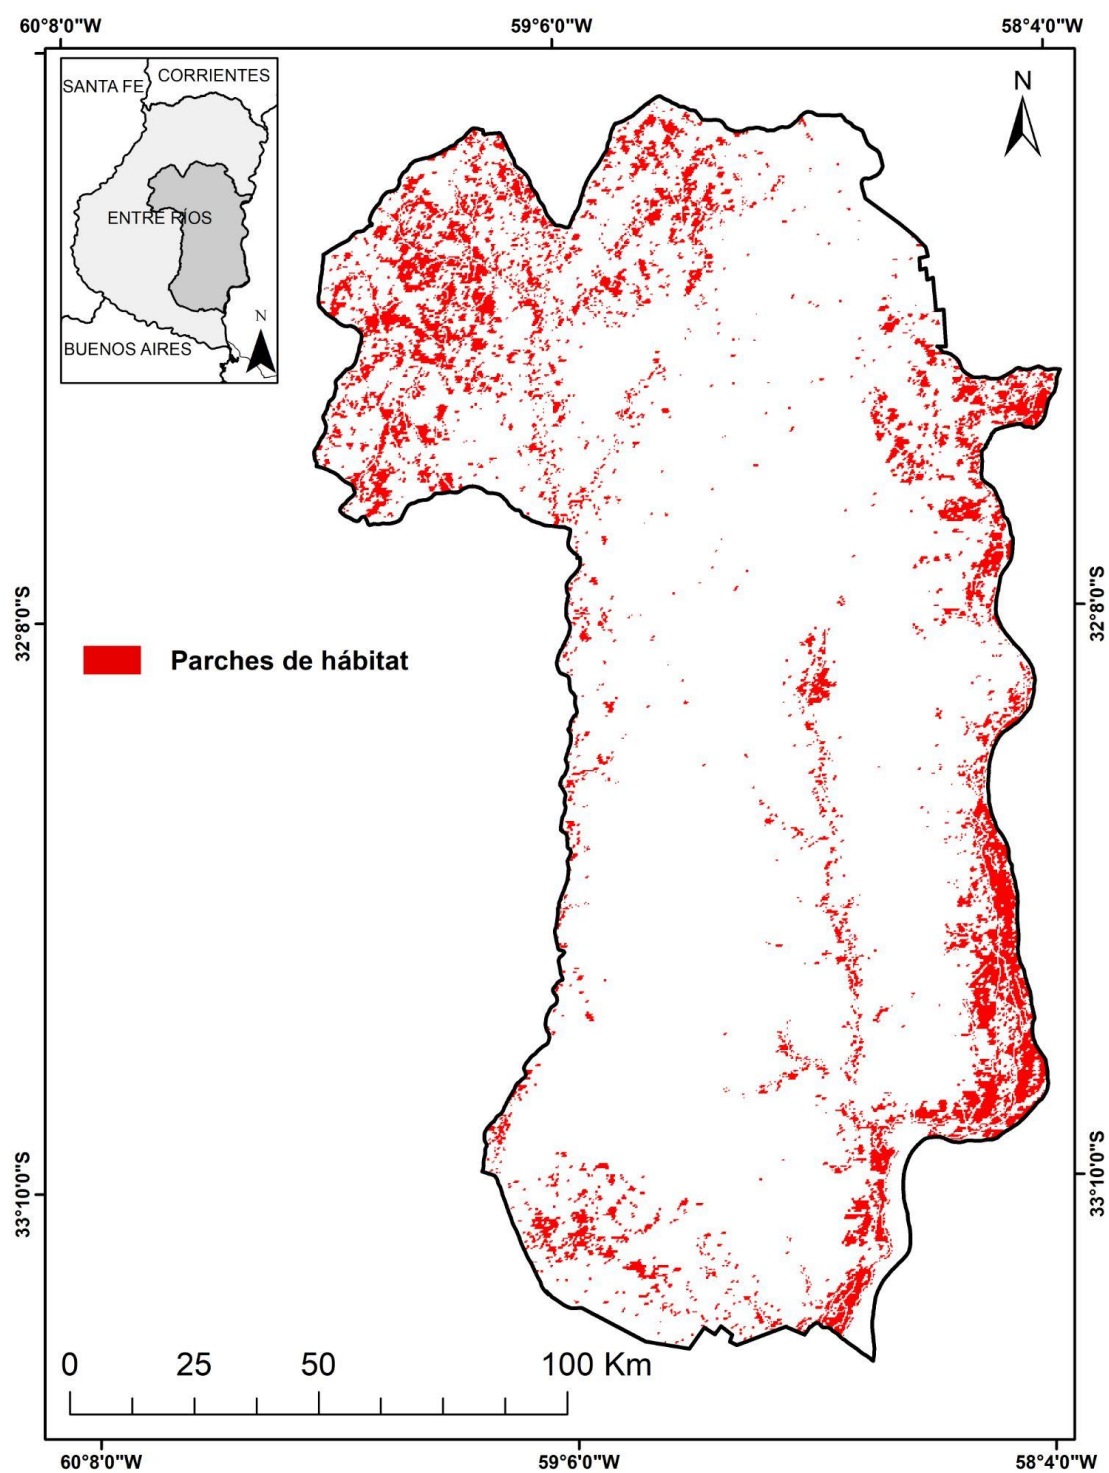 60°8'0"W 59°6'0"W 58°4'0"W
SANTA FE
CORRIENTES
ENTRE RÍOS
N
BUENOS AIRES
N
32°8'0"S
32°8'0"S
Parches de hábitat
33°10'0"S
33°10'0"S
0 25 50 100 Km
60°8'0"W 59°6'0"W 58°4'0"W